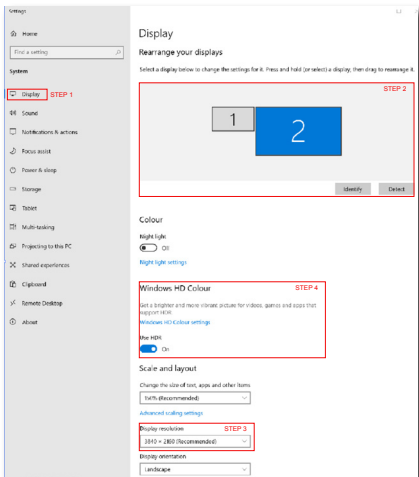 Settings
Home
Find a setting
System
Display STEP 1
Sound
Notifications & actions
Focus assist
Power & sleep
Storage
Tablet
Multi-tasking
Projecting to this PC
Shared experiences
Clipboard
Remote Desktop
About
Display
Rearrange your displays
Select a display below to change the settings for it. Press and hold (or select) a display, then drag to rearrange it.
STEP 2
1
2
Identify Detect
Colour
Night light
Off
Night light settings
Windows HD Colour STEP 4
Get a brighter and more vibrant picture for videos, games and apps that
support HDR.
Windows HD Colour settings
Use HDR
On
Scale and layout
Change the size of text, apps and other items
150% (Recommended)
Advanced scaling settings
Display resolution STEP 3
3840 × 2160 (Recommended)
Display orientation
Landscape